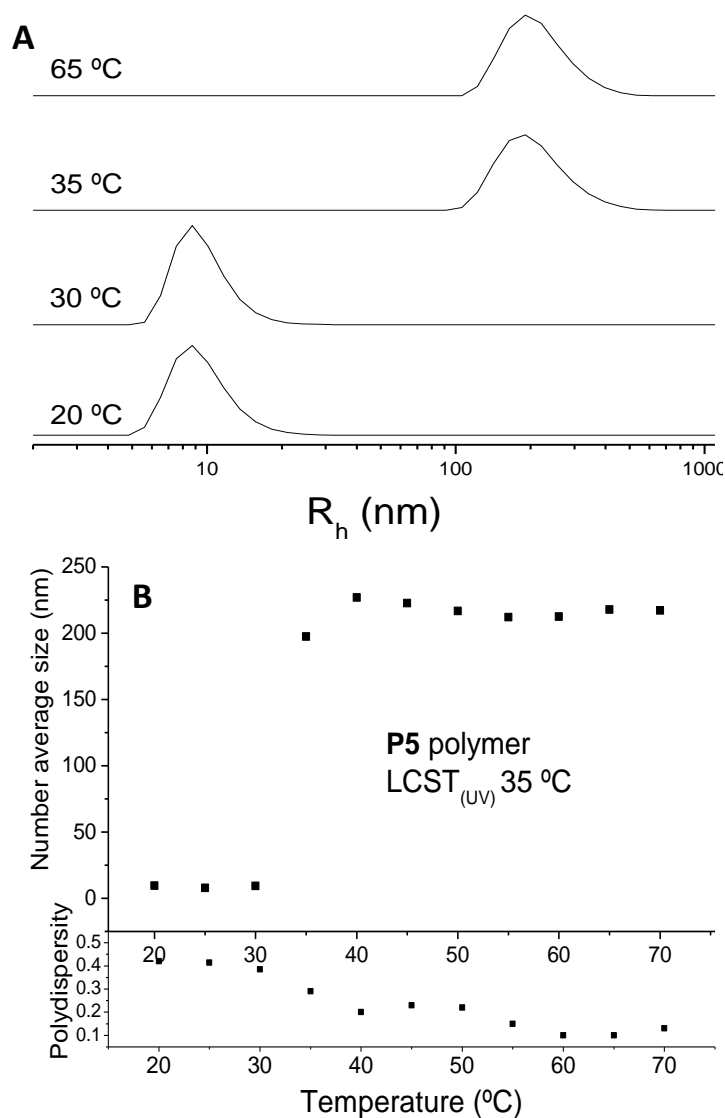 A
65 ºC
35 ºC
30 ºC
20 ºC
10 100 1000
Rₕ (nm)
B
Number average size (nm)
250
200
150
100
50
0
P5 polymer
LCST(UV) 35 ºC
20 30 40 50 60 70
Polydispersity
0.5
0.4
0.3
0.2
0.1
20 30 40 50 60 70
Temperature (ºC)